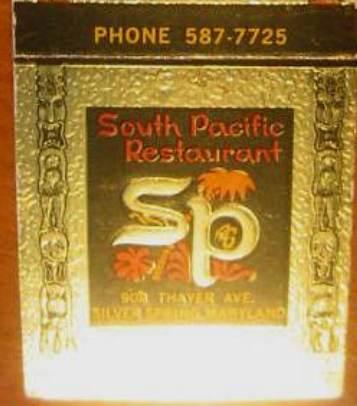 PHONE 587-7725
South Pacific
Restaurant
Sp
THAYER AVE.
SILVER SPRING, MARYLAND